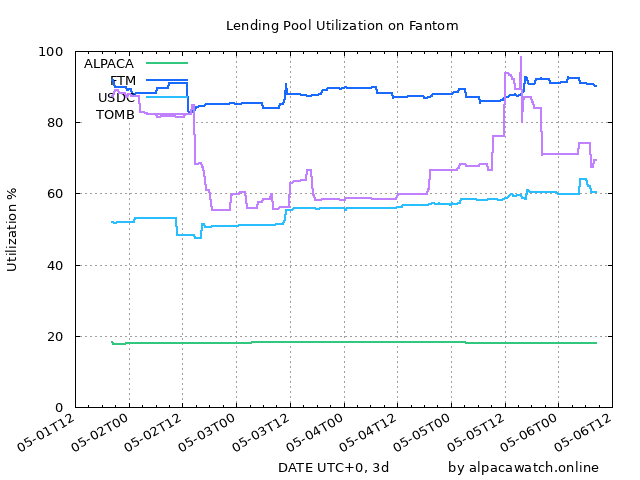 Lending Pool Utilization on Fantom
100
80
60
40
20
0
Utilization %
ALPACA
FTM
USDC
TOMB
05-01T12
05-02T00
05-02T12
05-03T00
05-03T12
05-04T00
05-04T12
05-05T00
05-05T12
05-06T00
05-06T12
DATE UTC+0, 3d
by alpacawatch.online